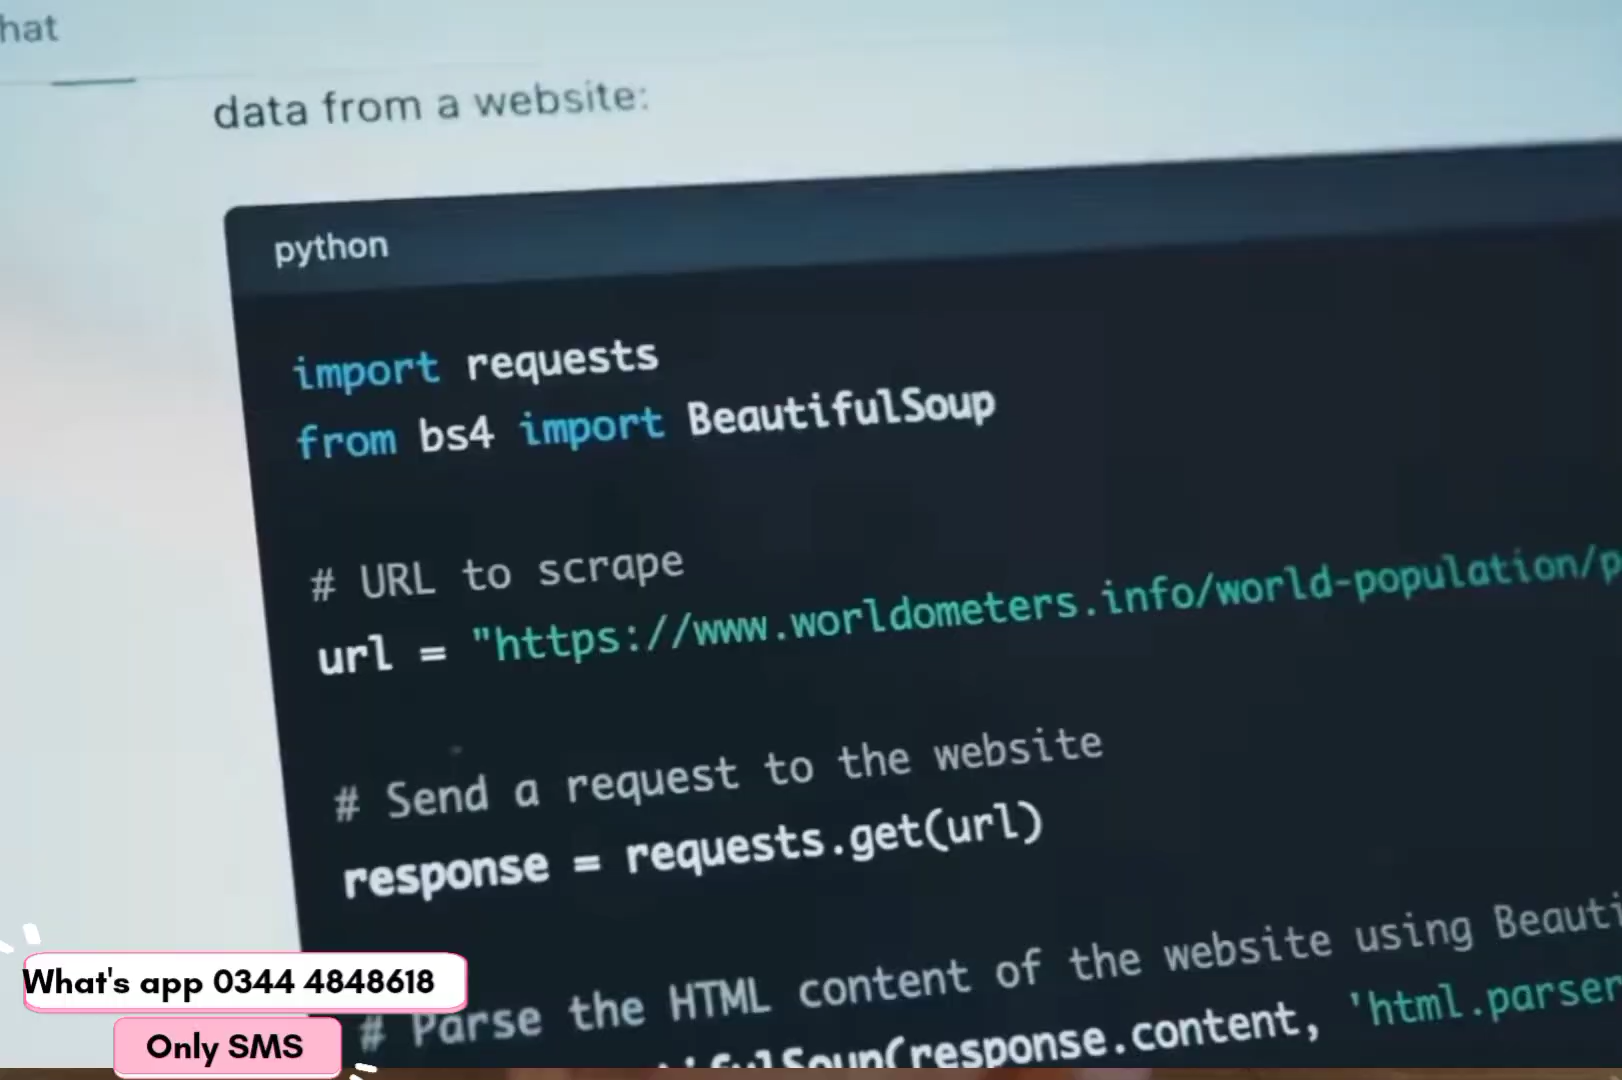 data from a website:
python
import requests
from bs4 import BeautifulSoup
# URL to scrape
url = "https://www.worldometers.info/world-population/p
# Send a request to the website
response = requests.get(url)
# Parse the HTML content of the website using Beauti
(response.content, 'html.parser
What's app 0344 4848618
Only SMS